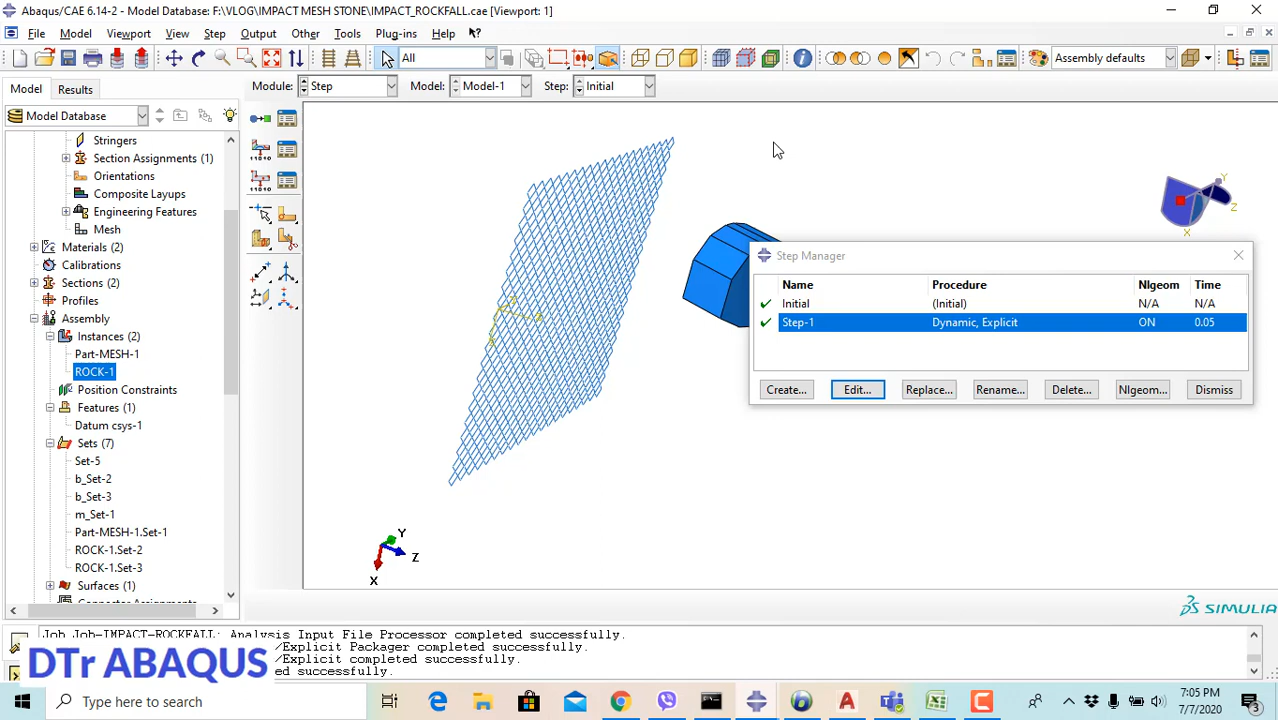 Abaqus/CAE 6.14-2 - Model Database: F:\VLOG\IMPACT MESH STONE\IMPACT_ROCKFALL.cae [Viewport: 1]
File Model Viewport View Step Output Other Tools Plug-ins Help
All
Assembly defaults
Model Results
Module: Step Model: Model-1 Step: Initial
Model Database
Stringers
Section Assignments (1)
Orientations
Composite Layups
Engineering Features
Mesh
Materials (2)
Calibrations
Sections (2)
Profiles
Assembly
Instances (2)
Part-MESH-1
ROCK-1
Position Constraints
Features (1)
Datum csys-1
Sets (7)
Set-5
b_Set-2
b_Set-3
m_Set-1
Part-MESH-1.Set-1
ROCK-1.Set-2
ROCK-1.Set-3
Surfaces (1)
Y
Z
X
Step Manager
Name Procedure Nlgeom Time
Initial (Initial) N/A N/A
Step-1 Dynamic, Explicit ON 0.05
Create... Edit... Replace... Rename... Delete... Nlgeom... Dismiss
Y
Z
X
SIMULIA
Job Job-IMPACT-ROCKFALL: Analysis Input File Processor completed successfully.
/Explicit Packager completed successfully.
/Explicit completed successfully.
ed successfully.
DTr ABAQUS
Type here to search
7:05 PM
7/7/2020
3